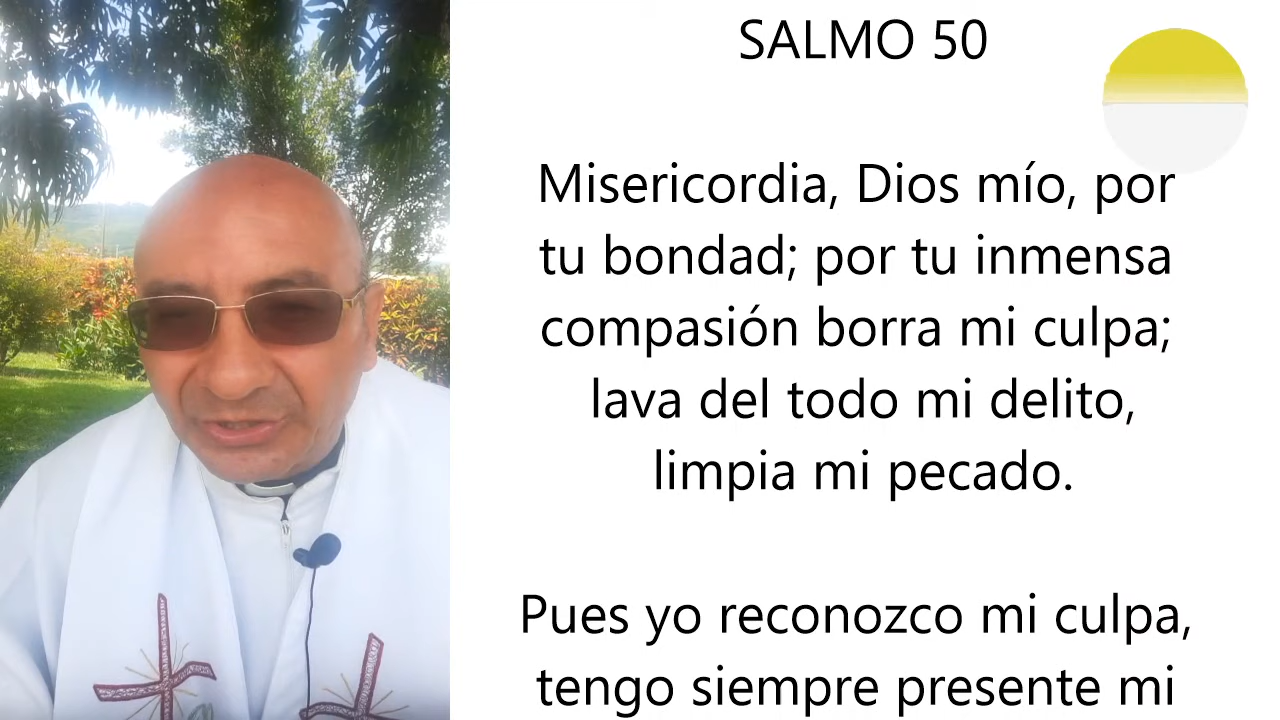 SALMO 50
Misericordia, Dios mío, por
tu bondad; por tu inmensa
compasión borra mi culpa;
lava del todo mi delito,
limpia mi pecado.
Pues yo reconozco mi culpa,
tengo siempre presente mi